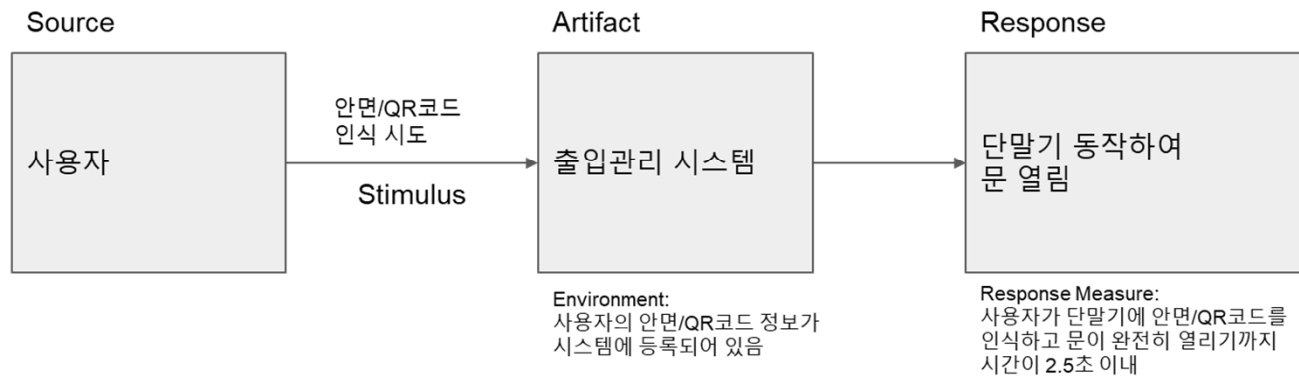 Source
Artifact
Response
사용자
안면/QR코드
인식 시도
Stimulus
출입관리 시스템
단말기 동작하여
문 열림
Environment:
사용자의 안면/QR코드 정보가
시스템에 등록되어 있음
Response Measure:
사용자가 단말기에 안면/QR코드를
인식하고 문이 완전히 열리기까지
시간이 2.5초 이내